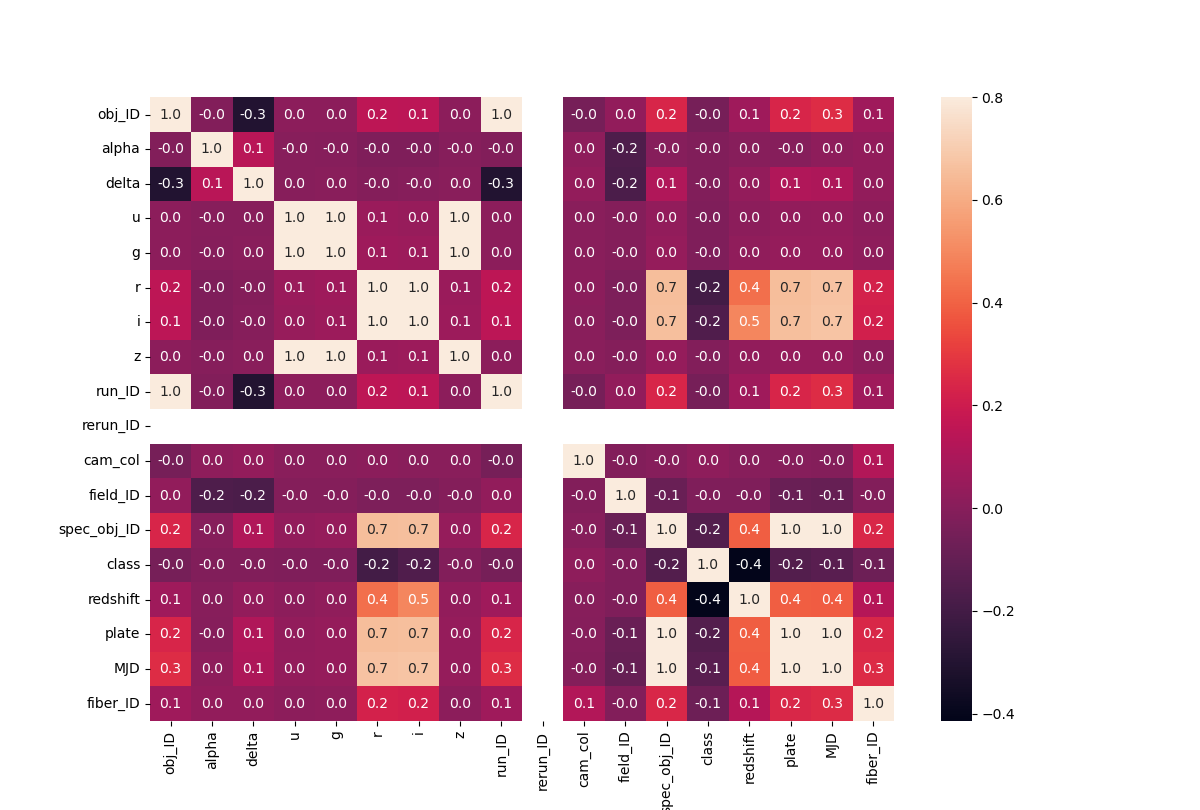 obj_ID 1.0 -0.0 -0.3 0.0 0.0 0.2 0.1 0.0 1.0 -0.0 0.0 0.2 -0.0 0.1 0.2 0.3 0.1
alpha -0.0 1.0 0.1 -0.0 -0.0 -0.0 -0.0 -0.0 -0.0 0.0 -0.2 -0.0 -0.0 0.0 -0.0 0.0 0.0
delta -0.3 0.1 1.0 0.0 0.0 -0.0 -0.0 0.0 -0.3 0.0 -0.2 0.1 -0.0 0.0 0.1 0.1 0.0
u 0.0 -0.0 0.0 1.0 1.0 0.1 0.0 1.0 0.0 0.0 -0.0 0.0 -0.0 0.0 0.0 0.0 0.0
g 0.0 -0.0 0.0 1.0 1.0 0.1 0.1 1.0 0.0 0.0 -0.0 0.0 -0.0 0.0 0.0 0.0 0.0
r 0.2 -0.0 -0.0 0.1 0.1 1.0 1.0 0.1 0.2 0.0 -0.0 0.7 -0.2 0.4 0.7 0.7 0.2
i 0.1 -0.0 -0.0 0.0 0.1 1.0 1.0 0.1 0.1 0.0 -0.0 0.7 -0.2 0.5 0.7 0.7 0.2
z 0.0 -0.0 0.0 1.0 1.0 0.1 0.1 1.0 0.0 0.0 -0.0 0.0 -0.0 0.0 0.0 0.0 0.0
run_ID 1.0 -0.0 -0.3 0.0 0.0 0.2 0.1 0.0 1.0 -0.0 0.0 0.2 -0.0 0.1 0.2 0.3 0.1
rerun_ID
cam_col -0.0 0.0 0.0 0.0 0.0 0.0 0.0 0.0 -0.0 1.0 -0.0 -0.0 0.0 0.0 -0.0 -0.0 0.1
field_ID 0.0 -0.2 -0.2 -0.0 -0.0 -0.0 -0.0 -0.0 0.0 -0.0 1.0 -0.1 -0.0 -0.0 -0.1 -0.1 -0.0
spec_obj_ID 0.2 -0.0 0.1 0.0 0.0 0.7 0.7 0.0 0.2 -0.0 -0.1 1.0 -0.2 0.4 1.0 1.0 0.2
class -0.0 -0.0 -0.0 -0.0 -0.0 -0.2 -0.2 -0.0 -0.0 0.0 -0.0 -0.2 1.0 -0.4 -0.2 -0.1 -0.1
redshift 0.1 0.0 0.0 0.0 0.0 0.4 0.5 0.0 0.1 0.0 -0.0 0.4 -0.4 1.0 0.4 0.4 0.1
plate 0.2 -0.0 0.1 0.0 0.0 0.7 0.7 0.0 0.2 -0.0 -0.1 1.0 -0.2 0.4 1.0 1.0 0.2
MJD 0.3 0.0 0.1 0.0 0.0 0.7 0.7 0.0 0.3 -0.0 -0.1 1.0 -0.1 0.4 1.0 1.0 0.3
fiber_ID 0.1 0.0 0.0 0.0 0.0 0.2 0.2 0.0 0.1 0.1 -0.0 0.2 -0.1 0.1 0.2 0.3 1.0
obj_ID alpha delta u g r i z run_ID rerun_ID cam_col field_ID spec_obj_ID class redshift plate MJD fiber_ID
0.8
0.6
0.4
0.2
0.0
−0.2
−0.4